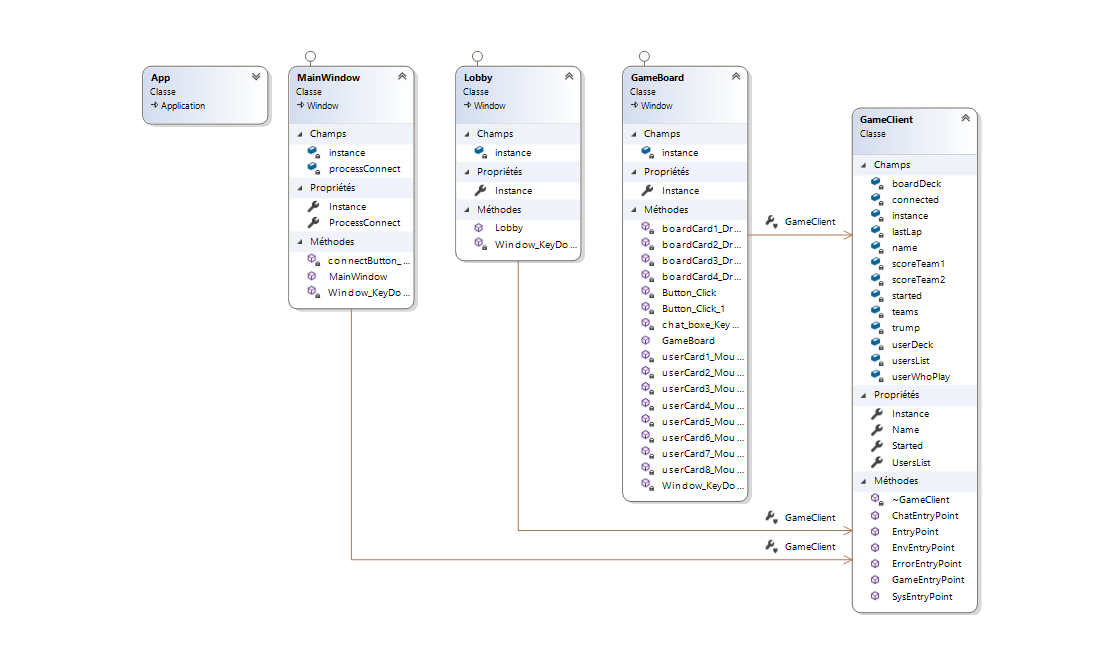 App
Classe
Application
MainWindow
Classe
Window
Champs
instance
processConnect
Propriétés
Instance
ProcessConnect
Méthodes
connectButton_ ...
MainWindow
Window_KeyDo ...
Lobby
Classe
Window
Champs
instance
Propriétés
Instance
Méthodes
Lobby
Window_KeyDo ...
GameBoard
Classe
Window
Champs
instance
Propriétés
Instance
Méthodes
boardCard1_Dr...
boardCard2_Dr...
boardCard3_Dr...
boardCard4_Dr...
Button_Click
Button_Click_1
chat_boxe_Key ...
GameBoard
userCard1_Mou ...
userCard2_Mou ...
userCard3_Mou ...
userCard4_Mou ...
userCard5_Mou ...
userCard6_Mou ...
userCard7_Mou ...
userCard8_Mou ...
Window_KeyDo ...
GameClient
GameClient
GameClient
GameClient
Classe
Champs
boardDeck
connected
instance
lastLap
name
scoreTeam1
scoreTeam2
started
teams
trump
userDeck
usersList
userWhoPlay
Propriétés
Instance
Name
Started
UsersList
Méthodes
~GameClient
ChatEntryPoint
EntryPoint
EnvEntryPoint
ErrorEntryPoint
GameEntryPoint
SysEntryPoint